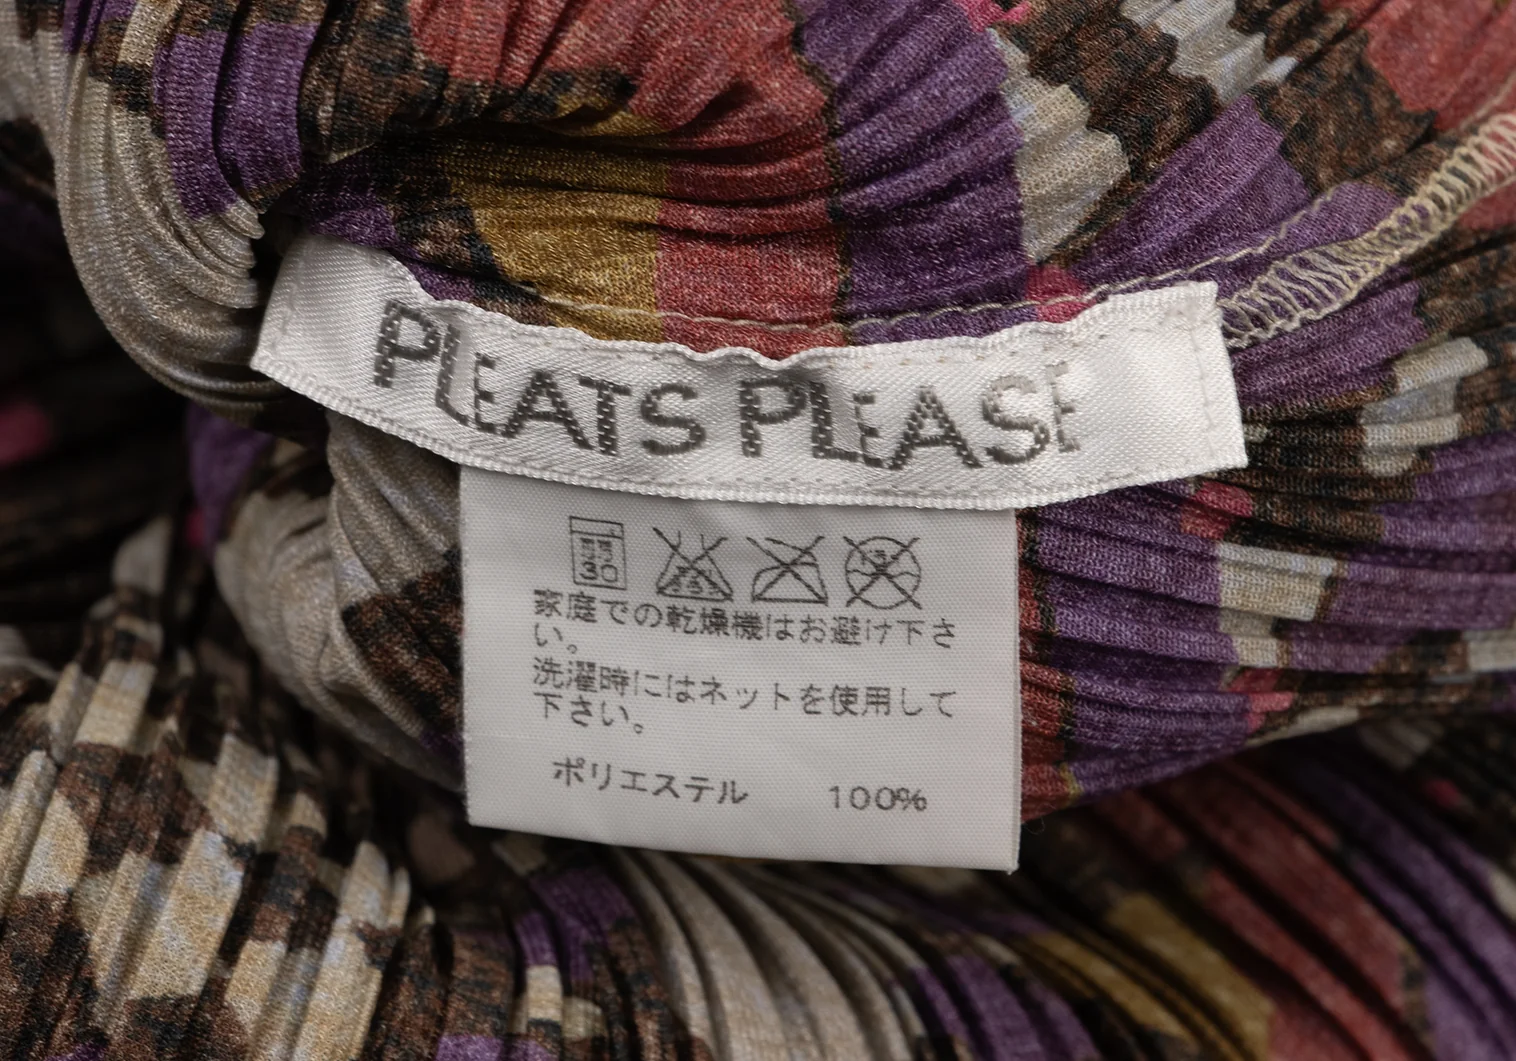 PLEATS PLEASE
30
家庭での乾燥機はお避け下さ
い。
洗濯時にはネットを使用して
下さい。
ポリエステル 100%